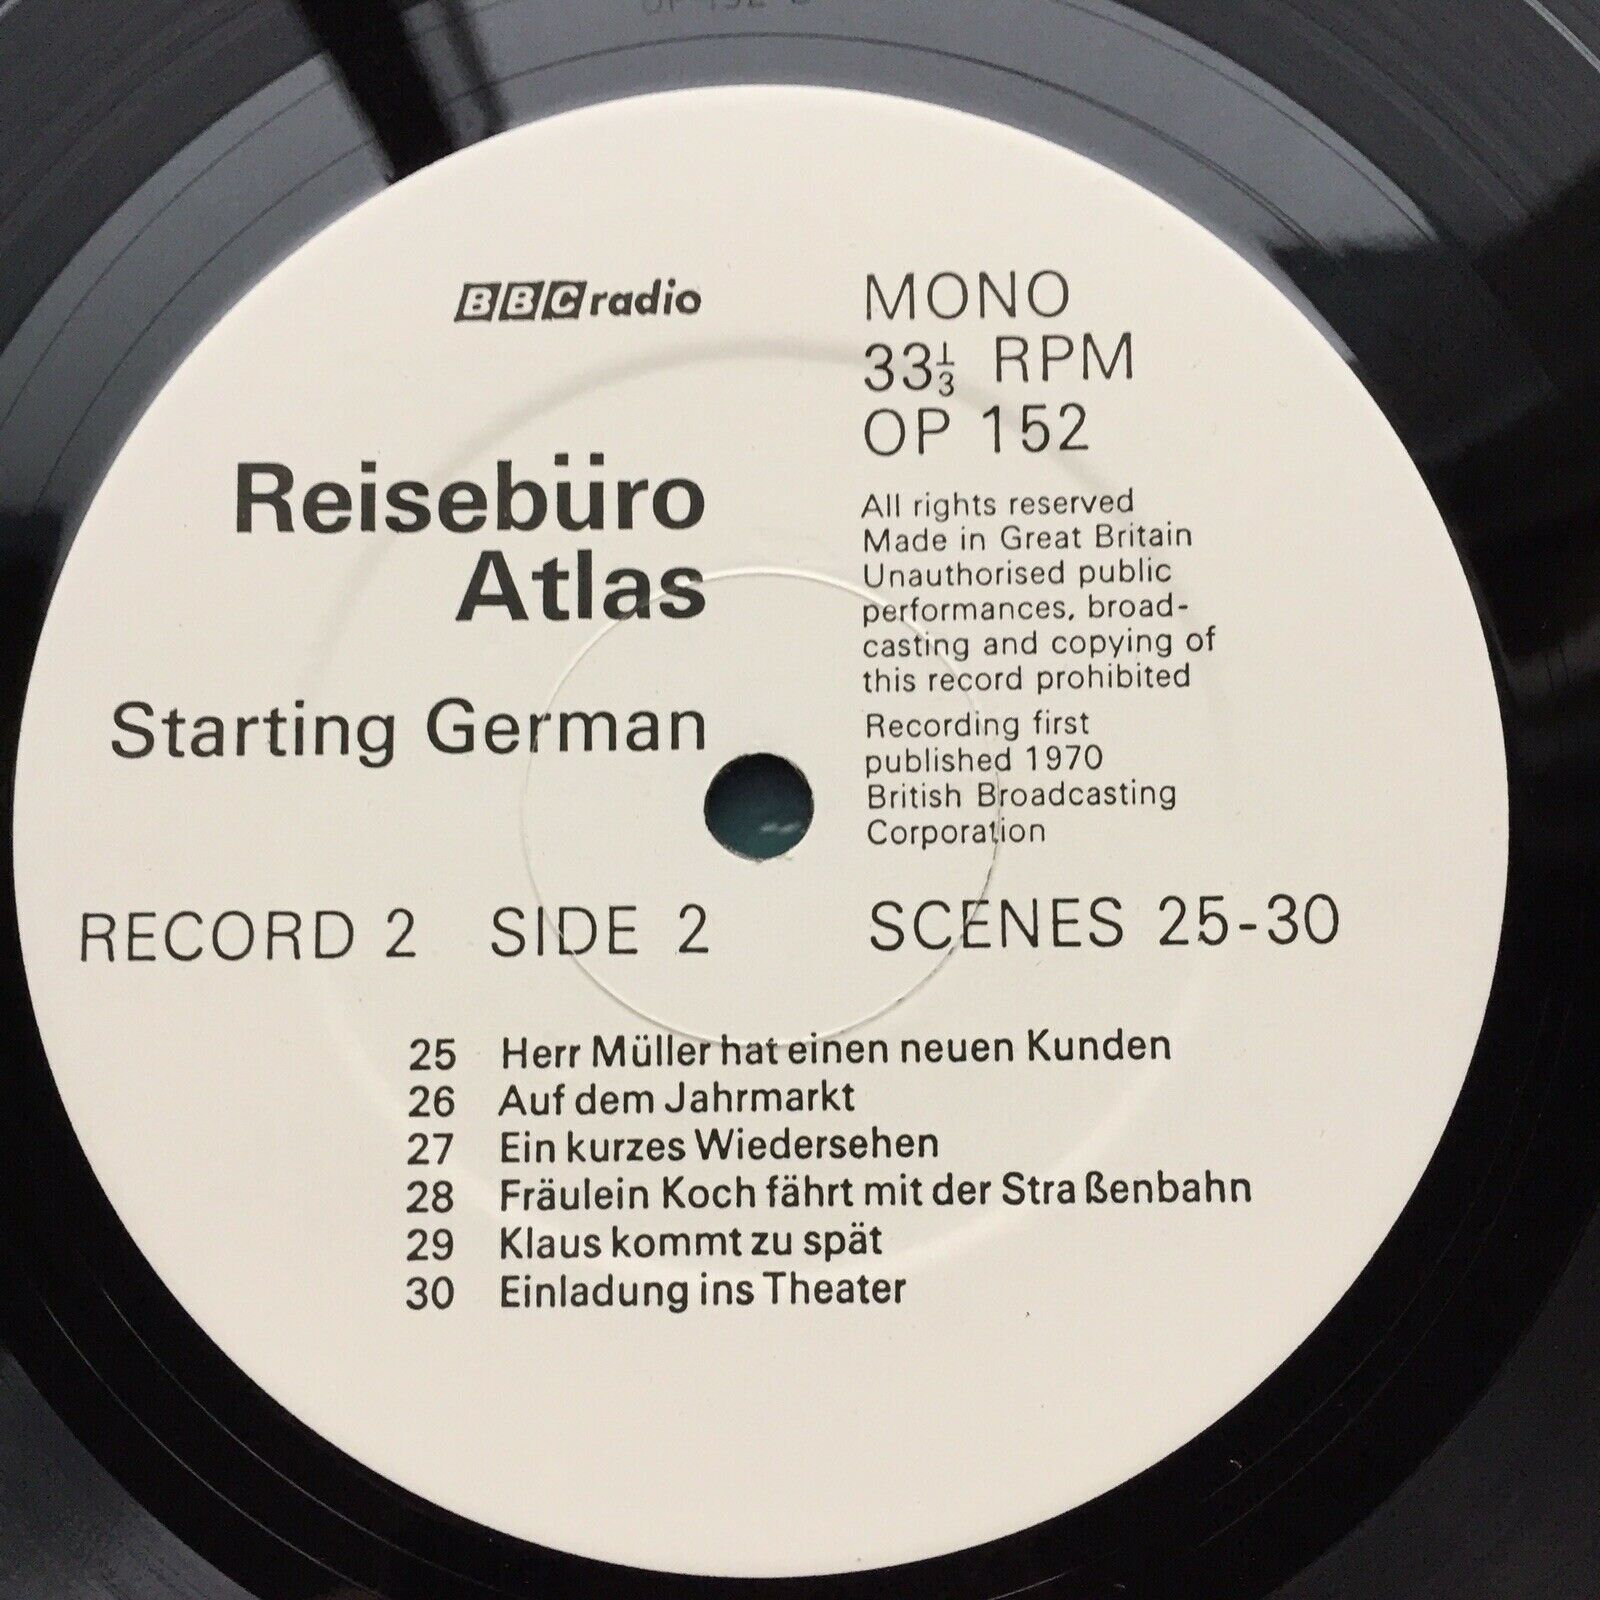 BBC radio
MONO
33⅓ RPM
OP 152
Reisebüro
Atlas
Starting German
All rights reserved
Made in Great Britain
Unauthorised public
performances, broad-
casting and copying of
this record prohibited
Recording first
published 1970
British Broadcasting
Corporation
RECORD 2 SIDE 2 SCENES 25-30
25 Herr Müller hat einen neuen Kunden
26 Auf dem Jahrmarkt
27 Ein kurzes Wiedersehen
28 Fräulein Koch fährt mit der Straßenbahn
29 Klaus kommt zu spät
30 Einladung ins Theater